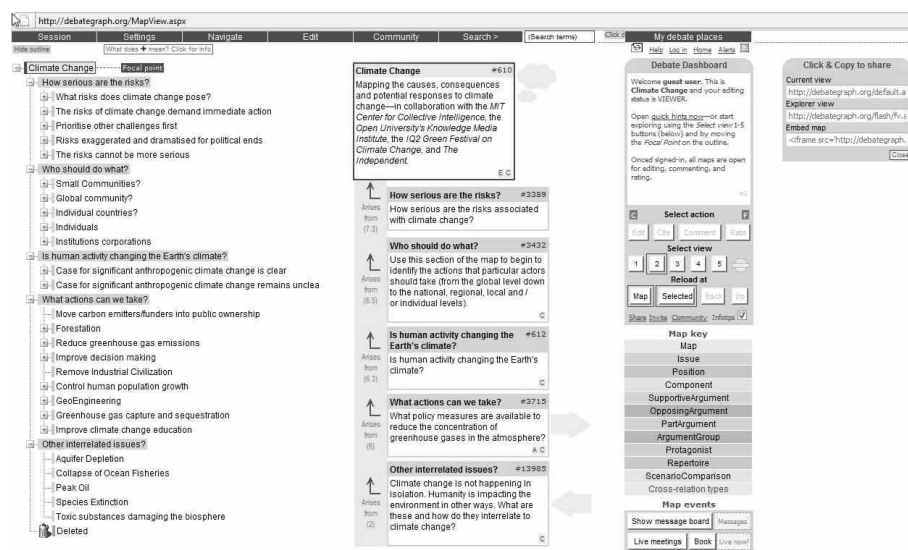 http://debategraph.org/MapView.aspx
Session Settings Navigate Edit Community Search > (Search terms) Click My debate places
Hide outline What does + mean? Click for info
Help Log in Home Alerts
Climate Change Focal point
How serious are the risks?
What risks does climate change pose?
The risks of climate change demand immediate action
Prioritise other challenges first
Risks exaggerated and dramatised for political ends
The risks cannot be more serious
Who should do what?
Small Communities?
Global community?
Individual countries?
Individuals
Institutions corporations
Is human activity changing the Earth's climate?
Case for significant anthropogenic climate change is clear
Case for significant anthropogenic climate change remains unclea
What actions can we take?
Move carbon emitters/funders into public ownership
Forestation
Reduce greenhouse gas emissions
Improve decision making
Remove Industrial Civilization
Control human population growth
GeoEngineering
Greenhouse gas capture and sequestration
Improve climate change education
Other interrelated issues?
Aquifer Depletion
Collapse of Ocean Fisheries
Peak Oil
Species Extinction
Toxic substances damaging the biosphere
Deleted
Climate Change #610
Mapping the causes, consequences
and potential responses to climate
change—in collaboration with the MIT
Center for Collective Intelligence, the
Open University's Knowledge Media
Institute, the IQ2 Green Festival on
Climate Change, and The
Independent.
E C
Arises
from
(7.3)
How serious are the risks? #3389
How serious are the risks associated
with climate change?
C
Arises
from
(6.5)
Who should do what? #3432
Use this section of the map to begin to
identify the actions that particular actors
should take (from the global level down
to the national, regional, local and /
or individual levels).
C
Arises
from
(6.3)
Is human activity changing the #612
Earth's climate?
Is human activity changing the Earth's
climate?
C
Arises
from
(6)
What actions can we take? #3715
What policy measures are available to
reduce the concentration of
greenhouse gases in the atmosphere?
A C
Arises
from
(2)
Other interrelated issues? #13985
Climate change is not happening in
isolation. Humanity is impacting the
environment in other ways. What are
these and how do they interrelate to
climate change?
C
Debate Dashboard
Welcome guest user. This is
Climate Change and your editing
status is VIEWER.
Open quick hints now—or start
exploring using the Select view 1-5
buttons (below) and by moving
the Focal Point on the outline.
Onced signed-in, all maps are open
for editing, commenting, and
rating.
C Select action F
Edit Cite Comment Rate
Select view
1 2 3 4 5
Reload at
Map Selected Back Up
Share Invite Community Infotips
Map key
Map
Issue
Position
Component
SupportiveArgument
OpposingArgument
PartArgument
ArgumentGroup
Protagonist
Repertoire
ScenarioComparison
Cross-relation types
Map events
Show message board Messages
Live meetings Book Live now!
Click & Copy to share
Current view
http://debategraph.org/default.a
Explorer view
http://debategraph.org/flash/fv.a
Embed map
<iframe src='http://debategraph.
Close